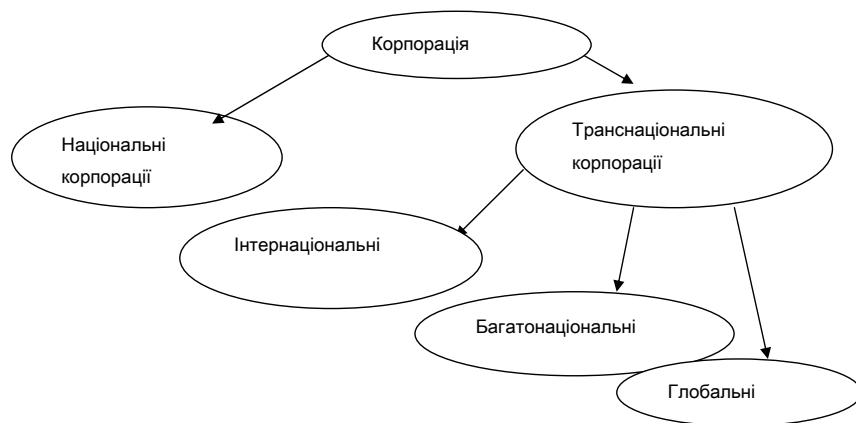 Корпорація
Національні
корпорації
Транснаціональні
корпорації
Інтернаціональні
Багатонаціональні
Глобальні